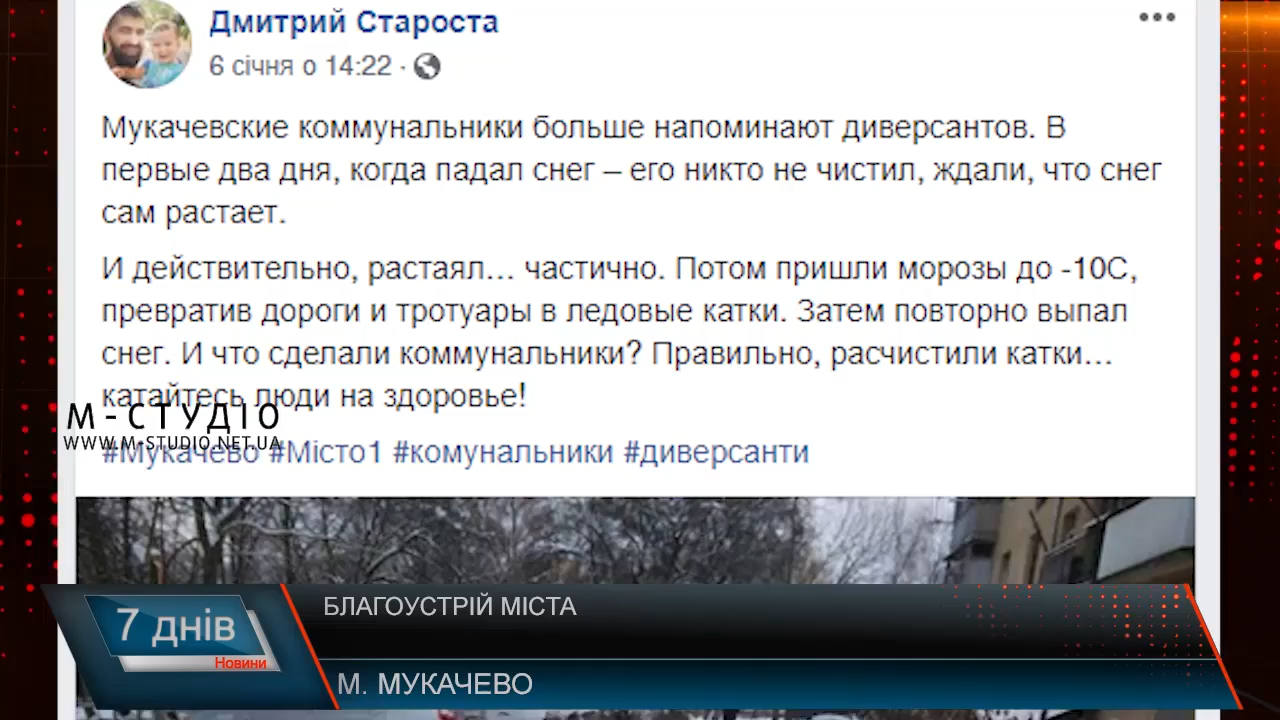 Дмитрий Староста
6 січня о 14:22 ·
Мукачевские коммунальники больше напоминают диверсантов. В
первые два дня, когда падал снег – его никто не чистил, ждали, что снег
сам растает.
И действительно, растаял... частично. Потом пришли морозы до -10С,
превратив дороги и тротуары в ледовые катки. Затем повторно выпал
снег. И что сделали коммунальники? Правильно, расчистили катки...
катайтесь люди на здоровье!
М-СТУДІО
WWW.M-STUDIO.NET.UA
#Мукачево #Місто1 #комунальники #диверсанти
БЛАГОУСТРІЙ МІСТА
7 днів
Новини
М. МУКАЧЕВО